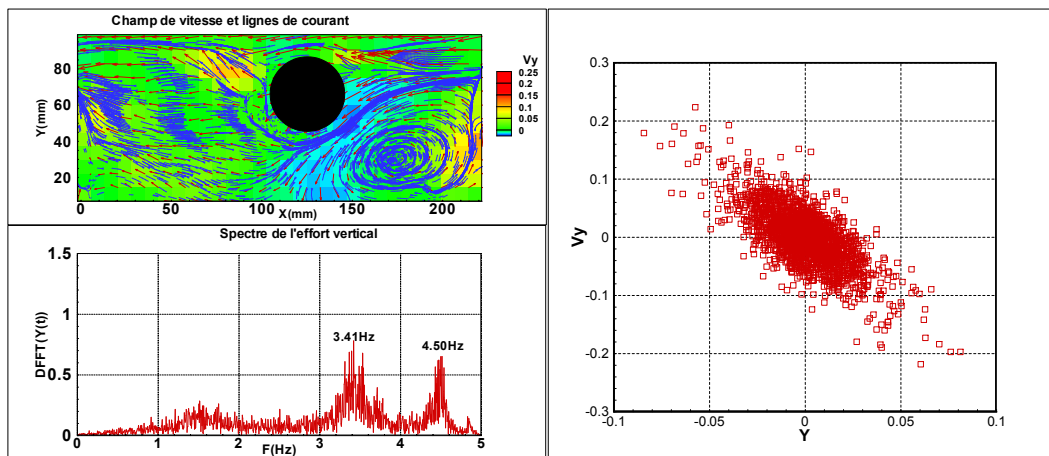 Champ de vitesse et lignes de courant
Y(mm)
80
60
40
20
0 50 100 150 200
X(mm)
Vy
0.25
0.2
0.15
0.1
0.05
0
Spectre de l'effort vertical
DFFT(Y(t))
1.5
1
0.5
0
3.41Hz
4.50Hz
0 1 2 3 4 5
F(Hz)
Vy
0.3
0.2
0.1
0
-0.1
-0.2
-0.3
-0.1 -0.05 0 0.05 0.1
Y